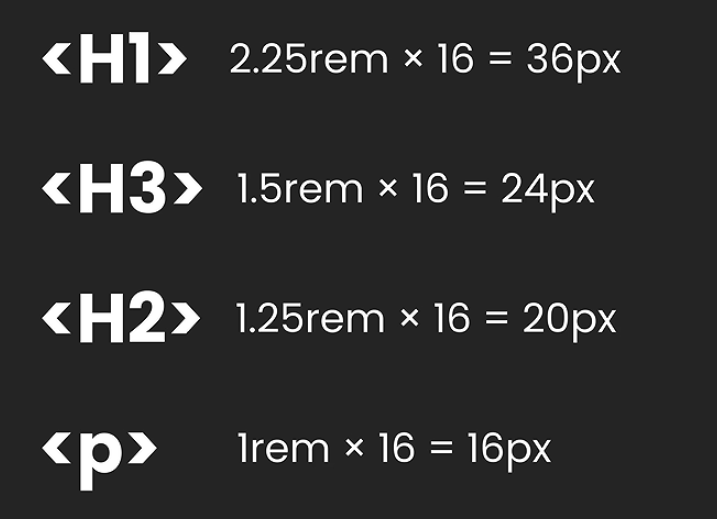 <H1> 2.25rem × 16 = 36px
<H3> 1.5rem × 16 = 24px
<H2> 1.25rem × 16 = 20px
<p> 1rem × 16 = 16px